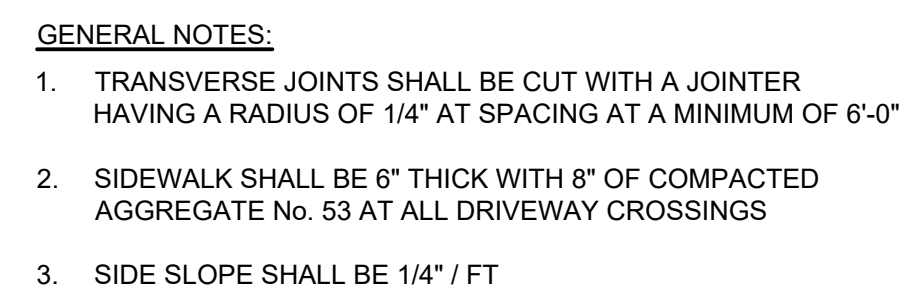 GENERAL NOTES:
1. TRANSVERSE JOINTS SHALL BE CUT WITH A JOINTER
HAVING A RADIUS OF 1/4" AT SPACING AT A MINIMUM OF 6'-0"
2. SIDEWALK SHALL BE 6" THICK WITH 8" OF COMPACTED
AGGREGATE No. 53 AT ALL DRIVEWAY CROSSINGS
3. SIDE SLOPE SHALL BE 1/4" / FT